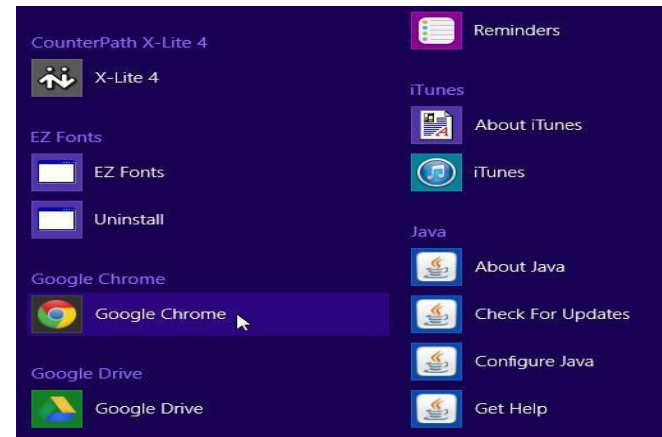 CounterPath X-Lite 4
X-Lite 4
EZ Fonts
EZ Fonts
Uninstall
Google Chrome
Google Chrome
Google Drive
Google Drive
Reminders
iTunes
About iTunes
iTunes
Java
About Java
Check For Updates
Configure Java
Get Help